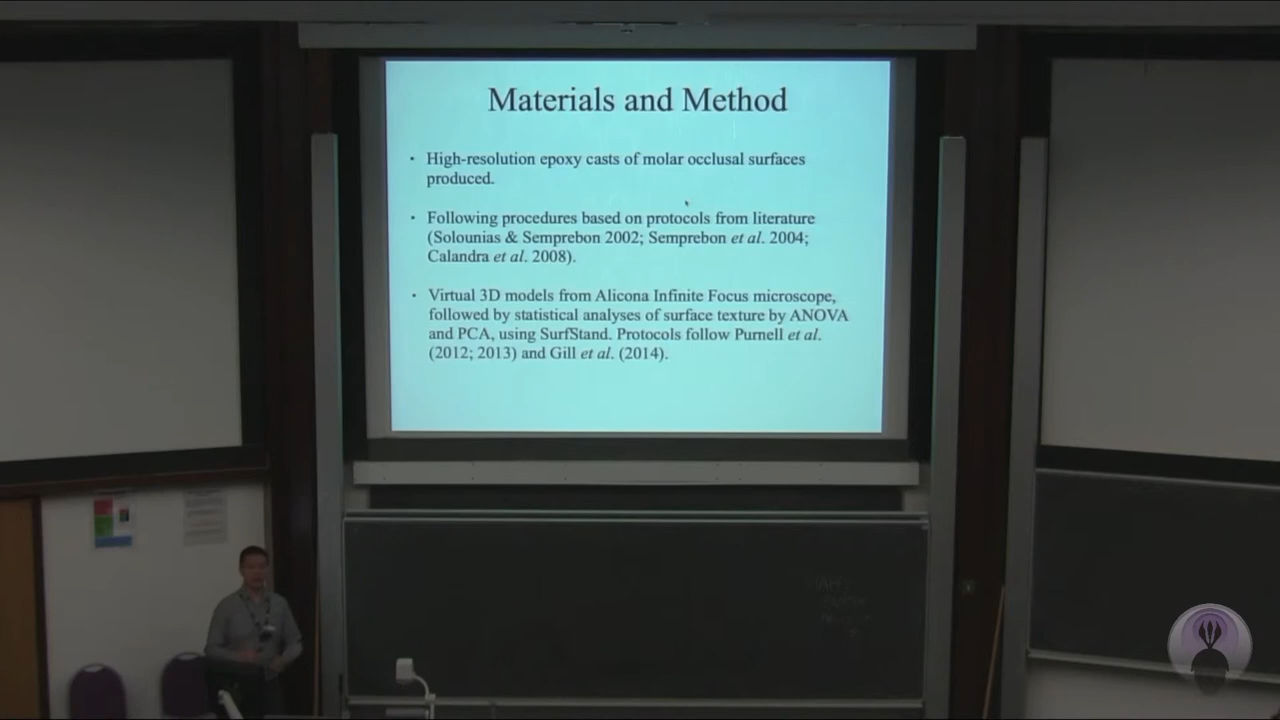 Materials and Method
• High-resolution epoxy casts of molar occlusal surfaces
produced.
• Following procedures based on protocols from literature
(Solounias & Semprebon 2002; Semprebon et al. 2004;
Calandra et al. 2008).
• Virtual 3D models from Alicona Infinite Focus microscope,
followed by statistical analyses of surface texture by ANOVA
and PCA, using SurfStand. Protocols follow Purnell et al.
(2012; 2013) and Gill et al. (2014).